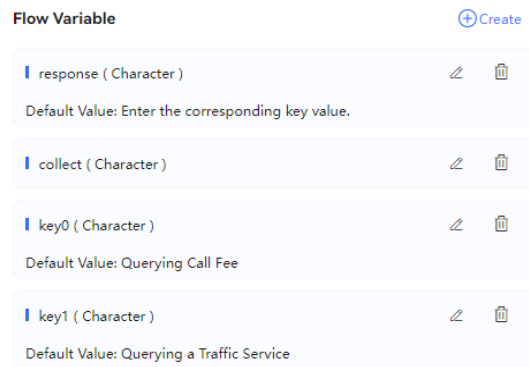 Flow Variable
Create
response ( Character )
Default Value: Enter the corresponding key value.
collect ( Character )
key0 ( Character )
Default Value: Querying Call Fee
key1 ( Character )
Default Value: Querying a Traffic Service